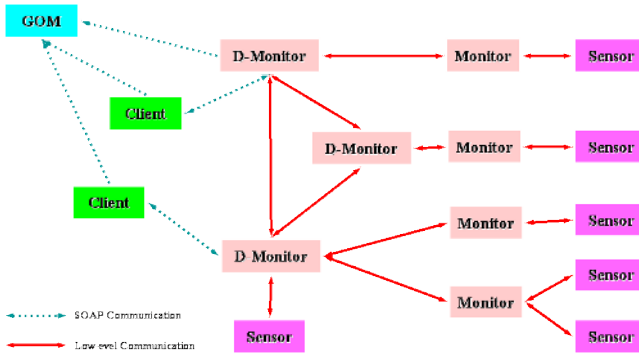 GOM
D-Monitor
Monitor
Sensor
Client
D-Monitor
Monitor
Sensor
Client
Monitor
Sensor
D-Monitor
Sensor
Monitor
SOAP Communication
Sensor
Sensor
Low evel Communication